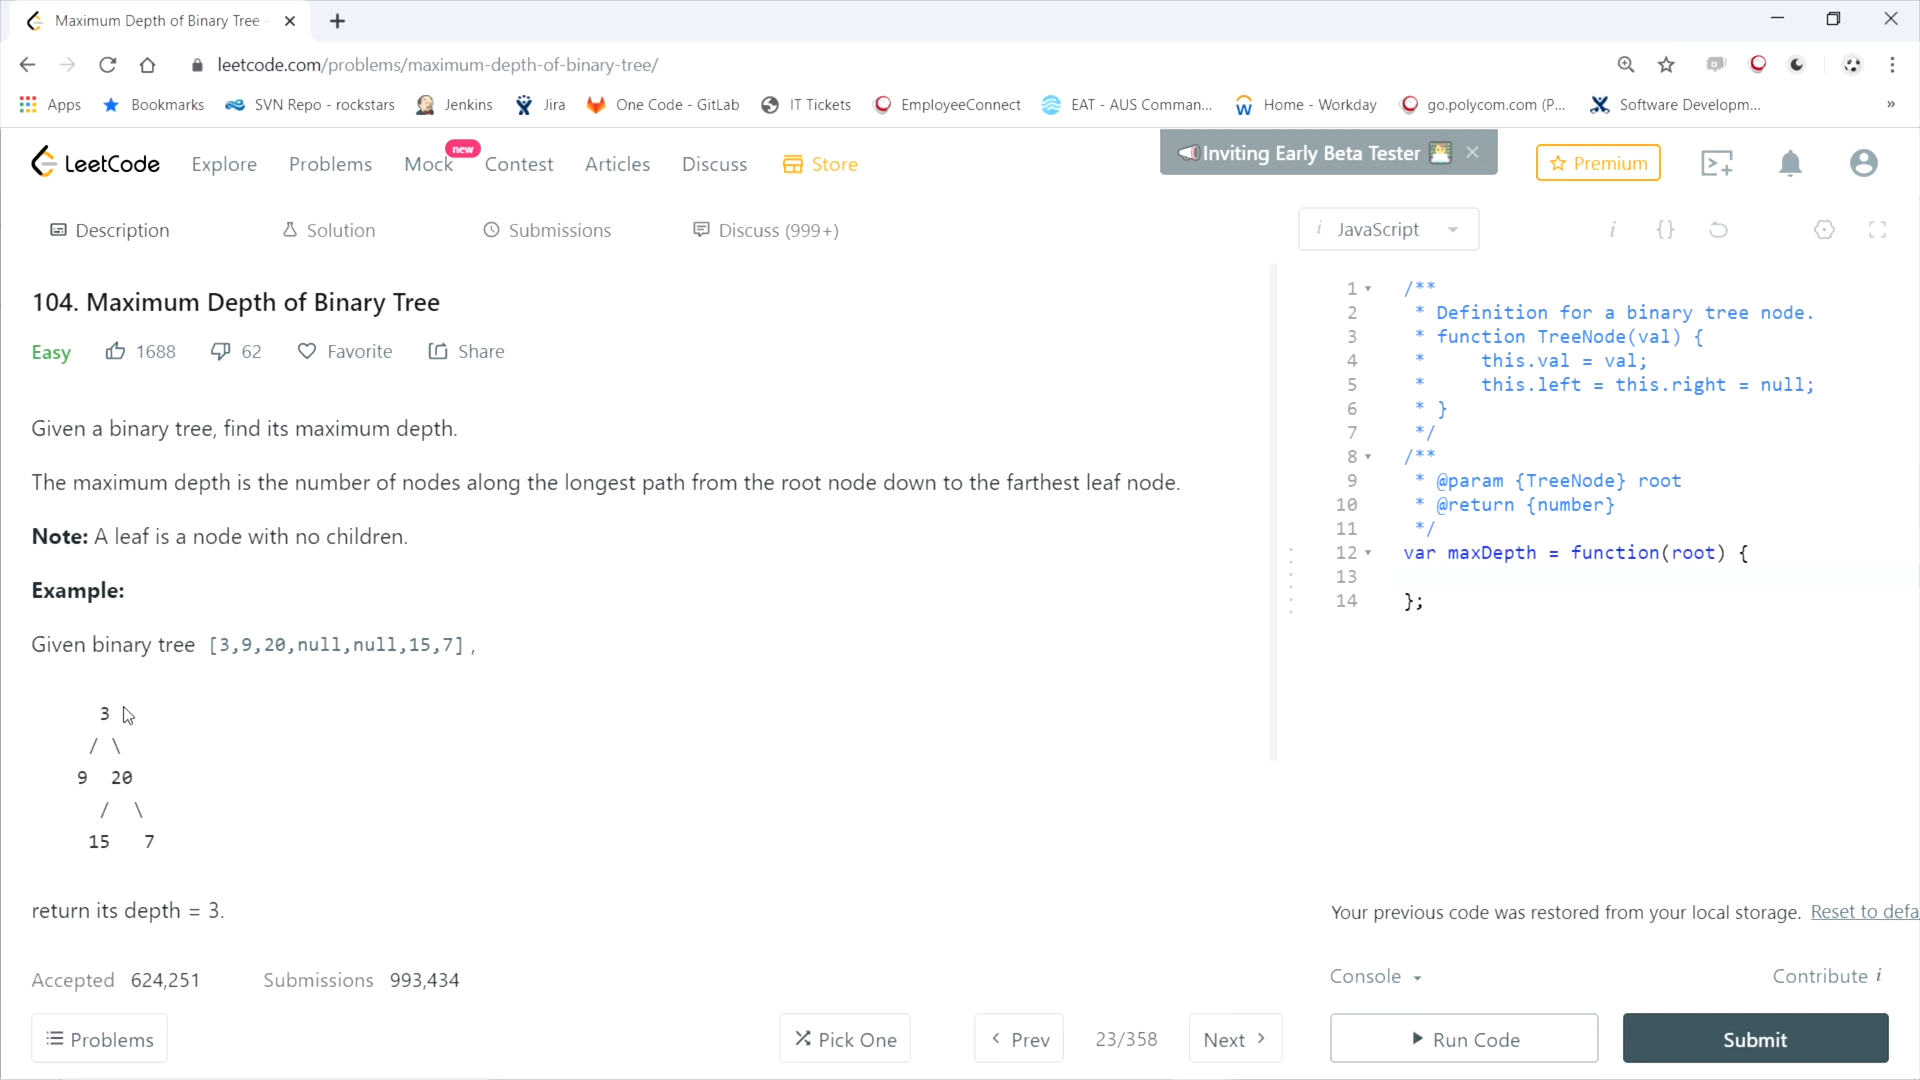 Maximum Depth of Binary Tree -
leetcode.com/problems/maximum-depth-of-binary-tree/
Apps Bookmarks SVN Repo - rockstars Jenkins Jira One Code - GitLab IT Tickets EmployeeConnect EAT - AUS Comman... Home - Workday go.polycom.com (P... Software Developm... »
LeetCode Explore Problems Mock new Contest Articles Discuss Store
📢Inviting Early Beta Tester
Premium
Description Solution Submissions Discuss (999+)
i JavaScript i {}
104. Maximum Depth of Binary Tree
Easy 1688 62 Favorite Share
Given a binary tree, find its maximum depth.
The maximum depth is the number of nodes along the longest path from the root node down to the farthest leaf node.
Note: A leaf is a node with no children.
Example:
Given binary tree [3,9,20,null,null,15,7],
3
/ \
9 20
/ \
15 7
return its depth = 3.
Accepted 624,251 Submissions 993,434
Problems Pick One Prev 23/358 Next
1 /**
2 * Definition for a binary tree node.
3 * function TreeNode(val) {
4 * this.val = val;
5 * this.left = this.right = null;
6 * }
7 */
8 /**
9 * @param {TreeNode} root
10 * @return {number}
11 */
12 var maxDepth = function(root) {
13
14 };
Your previous code was restored from your local storage. Reset to defa
Console Contribute i
Run Code Submit